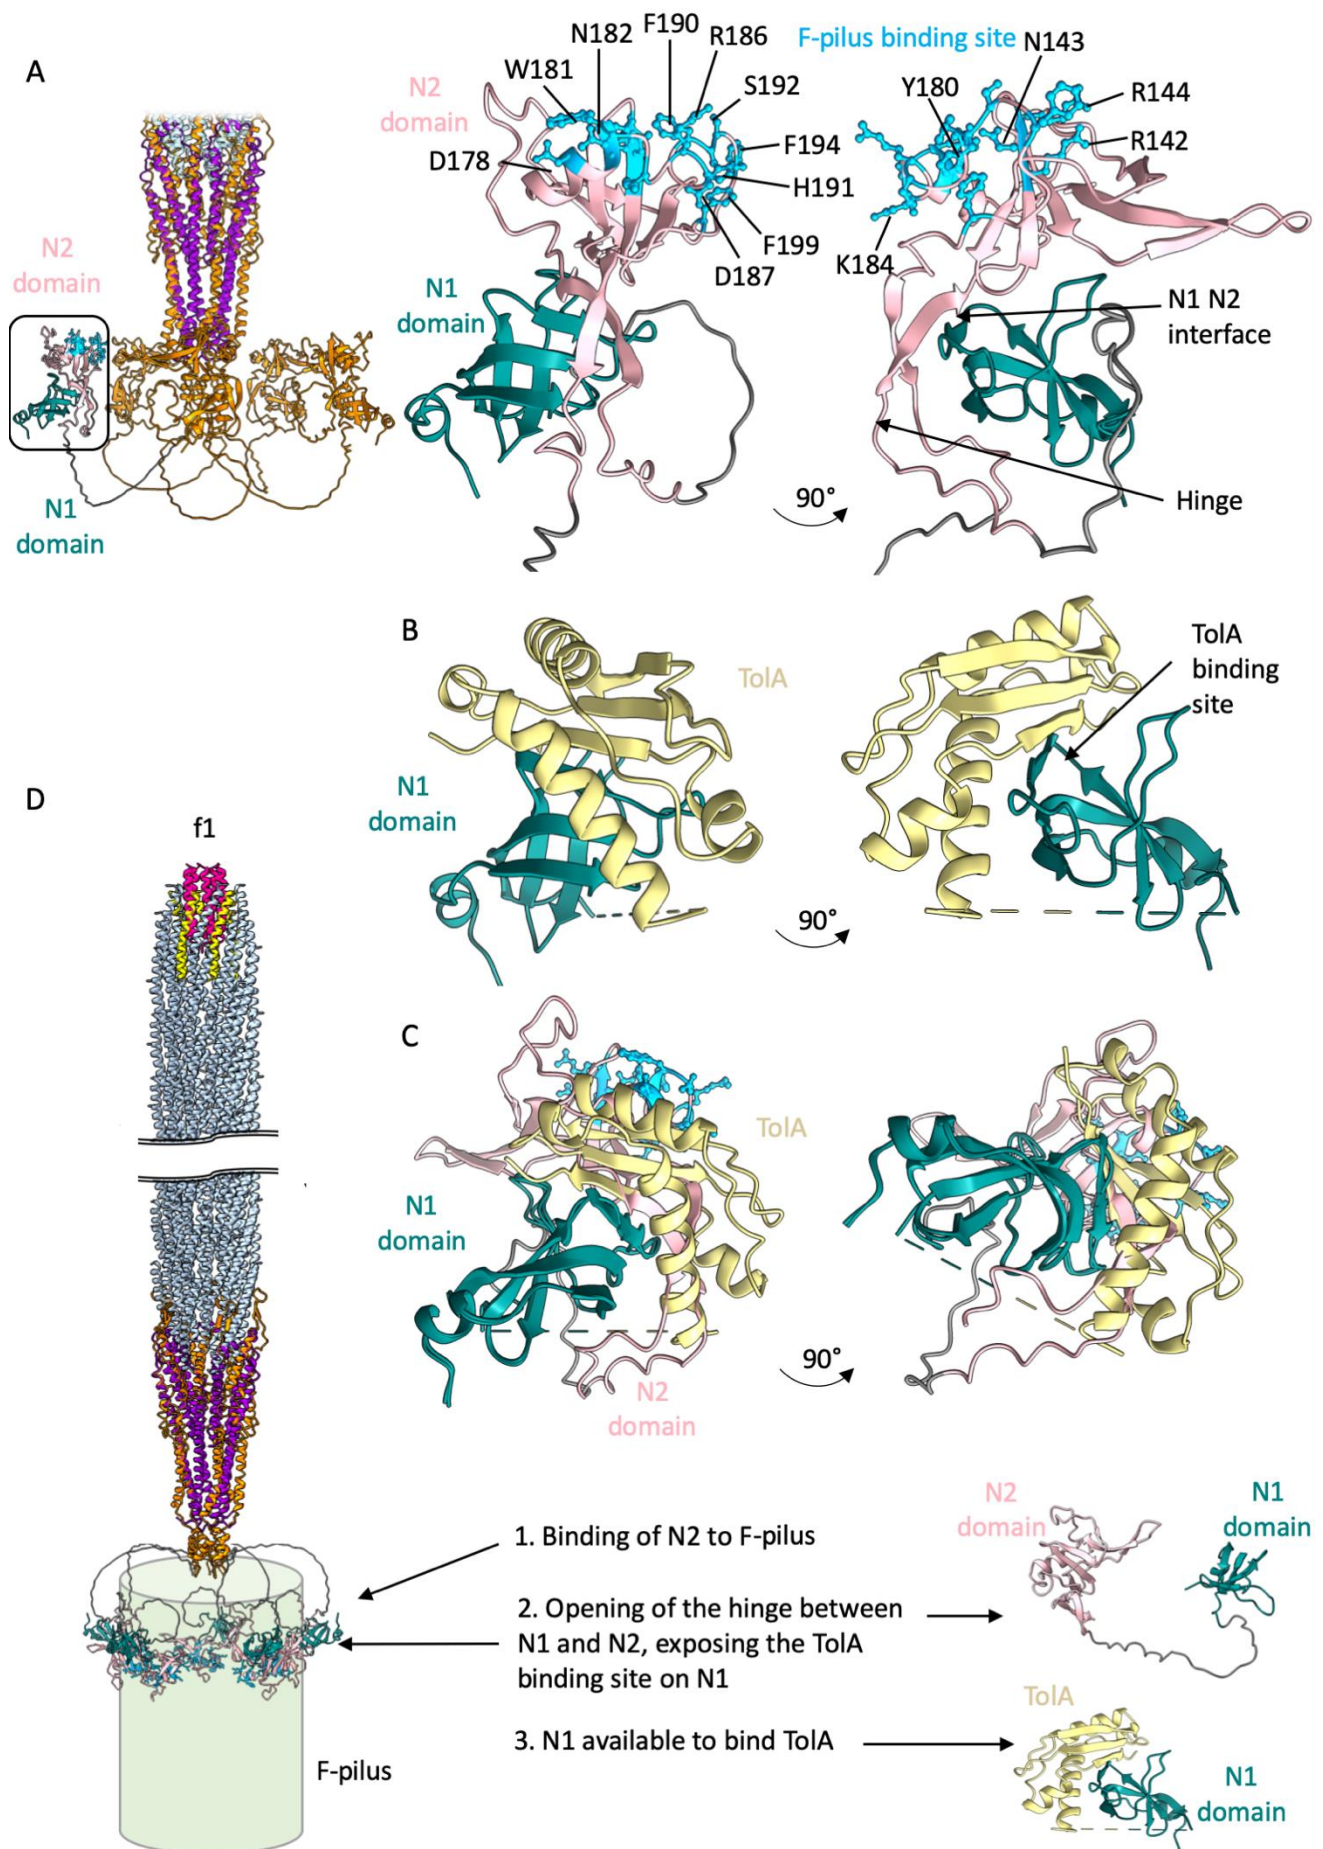 A
N2
domain
N1
domain
N2
domain
W181
N182
F190
R186
S192
D178
F194
H191
F199
D187
N1
domain
F-pilus binding site
N143
Y180
R144
R142
K184
N1 N2
interface
Hinge
90°
B
TolA
N1
domain
TolA
binding
site
90°
C
TolA
N1
domain
N2
domain
90°
D
f1
F-pilus
1. Binding of N2 to F-pilus
2. Opening of the hinge between
N1 and N2, exposing the TolA
binding site on N1
3. N1 available to bind TolA
N2
domain
N1
domain
TolA
N1
domain